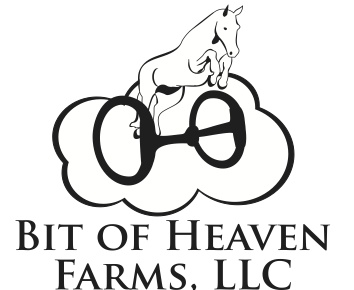 Bit of Heaven
Farms, LLC